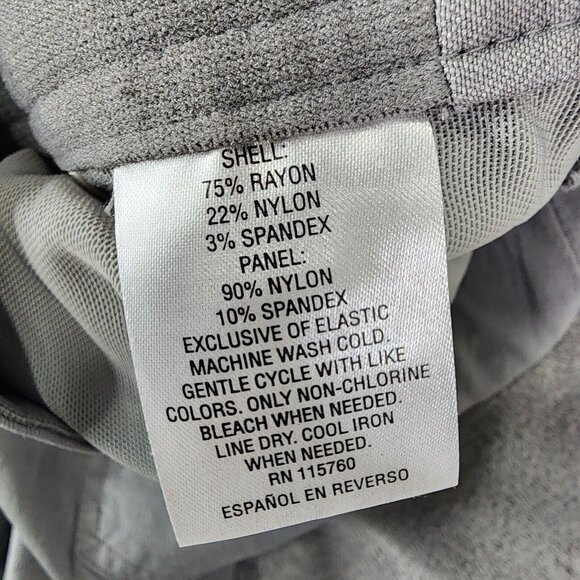 SHELL:
75% RAYON
22% NYLON
3% SPANDEX
PANEL:
90% NYLON
10% SPANDEX
EXCLUSIVE OF ELASTIC
MACHINE WASH COLD.
GENTLE CYCLE WITH LIKE
COLORS. ONLY NON-CHLORINE
BLEACH WHEN NEEDED.
LINE DRY. COOL IRON
WHEN NEEDED.
RN 115760
ESPAÑOL EN REVERSO